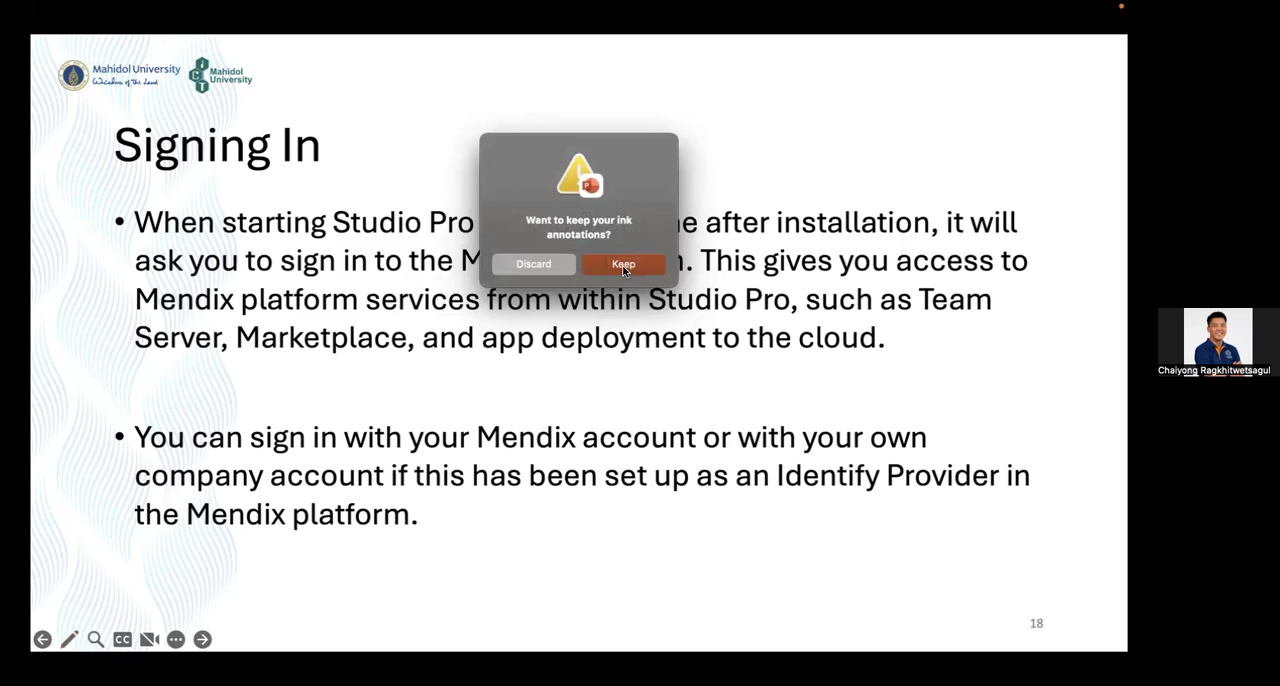 Mahidol University
Wisdom of the Land
Mahidol
University
ICT
Signing In
• When starting Studio Pro e after installation, it will
ask you to sign in to the M n. This gives you access to
Mendix platform services from within Studio Pro, such as Team
Server, Marketplace, and app deployment to the cloud.
• You can sign in with your Mendix account or with your own
company account if this has been set up as an Identify Provider in
the Mendix platform.
Want to keep your ink
annotations?
Discard
Keep
18
CC
Chaiyong Ragkhitwetsagul